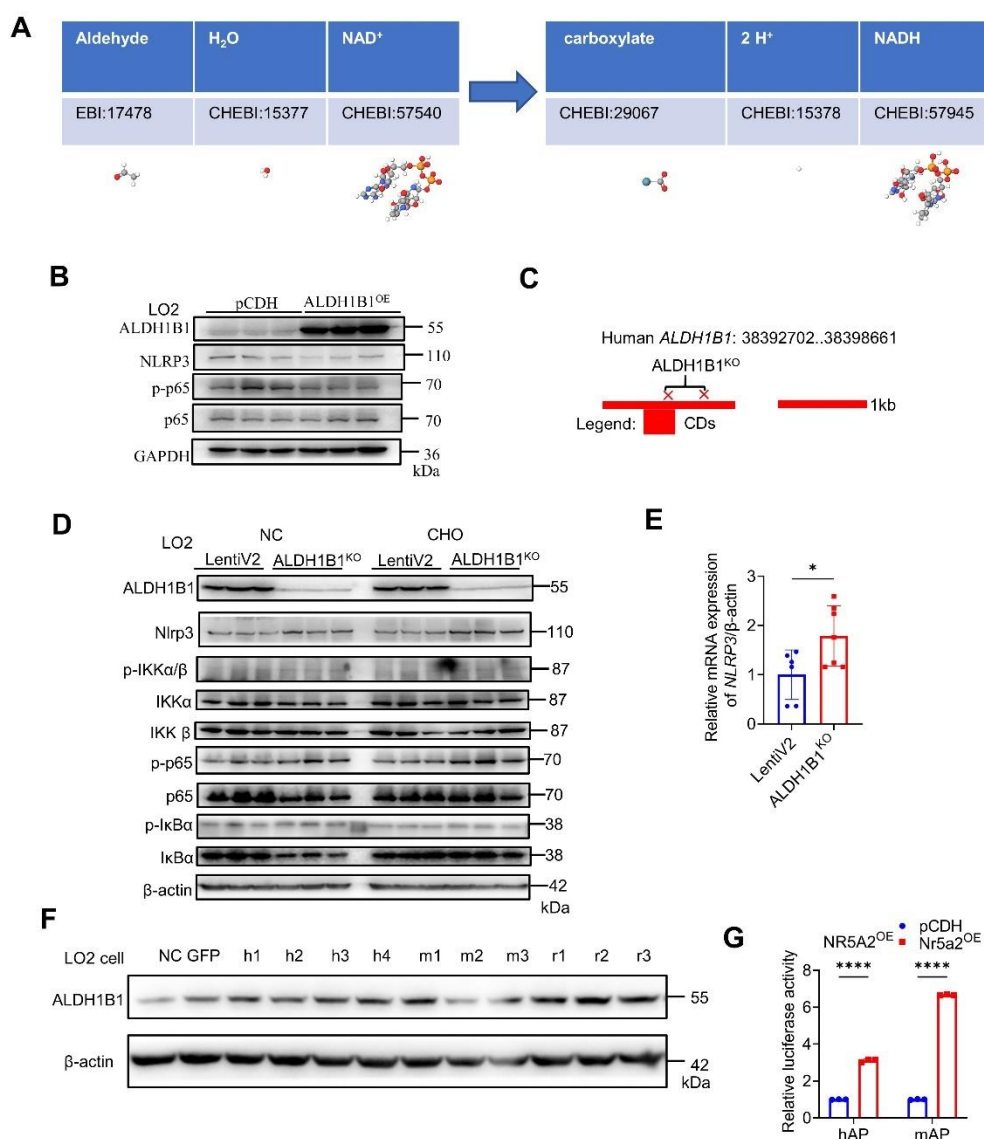 A
Aldehyde H₂O NAD⁺ carboxylate 2 H⁺ NADH
EBI:17478 CHEBI:15377 CHEBI:57540 CHEBI:29067 CHEBI:15378 CHEBI:57945
B
LO2 pCDH ALDH1B1ᴼᴱ
ALDH1B1 55
NLRP3 110
p-p65 70
p65 70
GAPDH 36
kDa
C
Human ALDH1B1: 38392702..38398661
ALDH1B1ᴷᴼ
1kb
Legend: CDs
D
LO2 NC CHO
LentiV2 ALDH1B1ᴷᴼ LentiV2 ALDH1B1ᴷᴼ
ALDH1B1 55
Nlrp3 110
p-IKKα/β 87
IKKα 87
IKK β 87
p-p65 70
p65 70
p-IκBα 38
IκBα 38
β-actin 42
kDa
E
Relative mRNA expression
of NLRP3/β-actin
3
2
1
0
*
LentiV2
ALDH1B1ᴷᴼ
F
LO2 cell NC GFP h1 h2 h3 h4 m1 m2 m3 r1 r2 r3
ALDH1B1 55
β-actin 42
kDa
G
pCDH
NR5A2ᴼᴱ Nr5a2ᴼᴱ
**** ****
Relative luciferase activity
8
6
4
2
0
hAP mAP